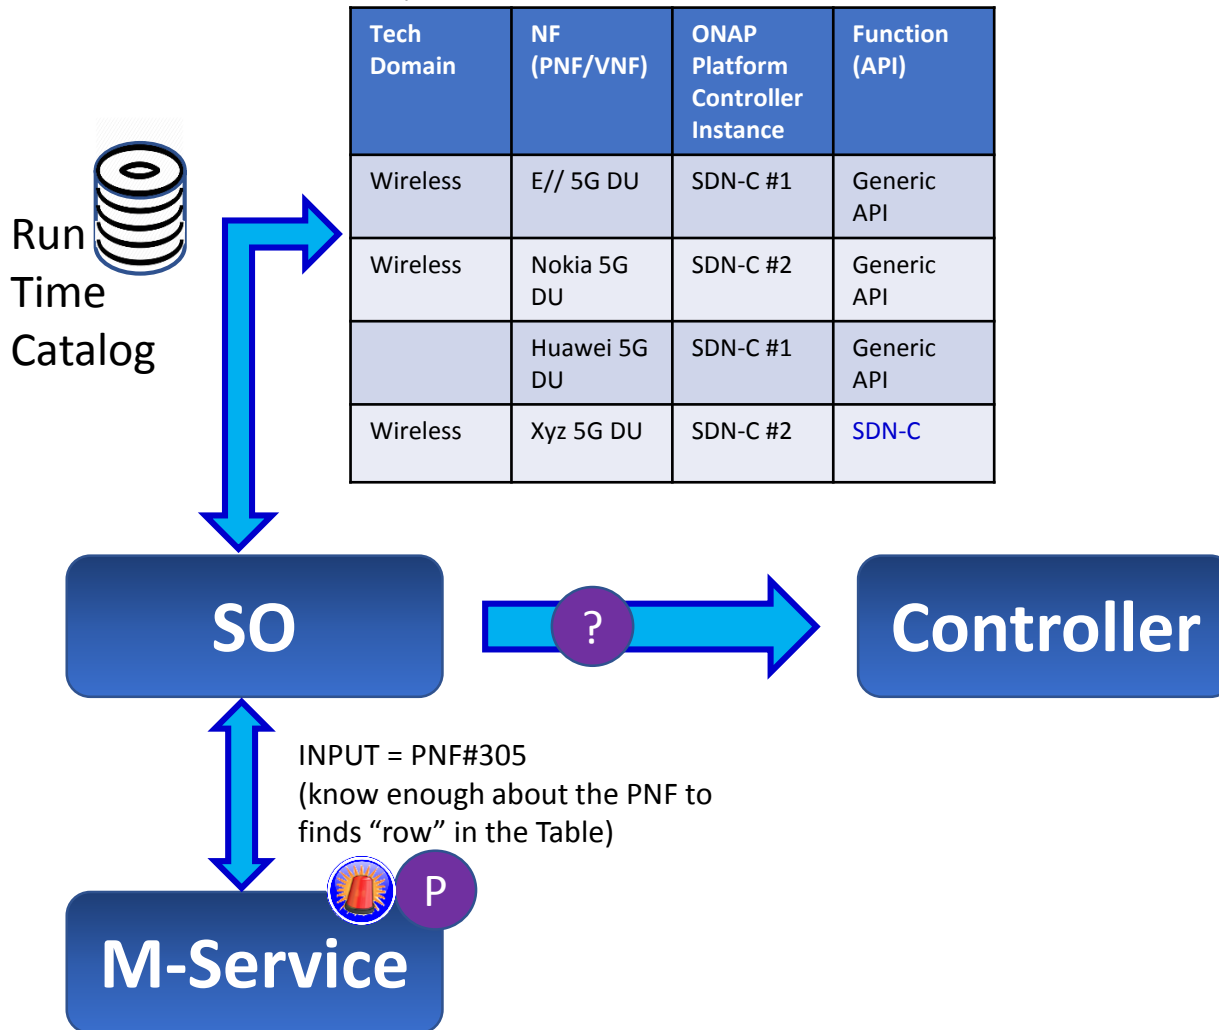 Tech
Domain
NF
(PNF/VNF)
ONAP
Platform
Controller
Instance
Function
(API)
Wireless
E// 5G DU
SDN-C #1
Generic
API
Wireless
Nokia 5G
DU
SDN-C #2
Generic
API
Huawei 5G
DU
SDN-C #1
Generic
API
Wireless
Xyz 5G DU
SDN-C #2
SDN-C
Run
Time
Catalog
SO
?
Controller
INPUT = PNF#305
(know enough about the PNF to
finds “row” in the Table)
P
M-Service